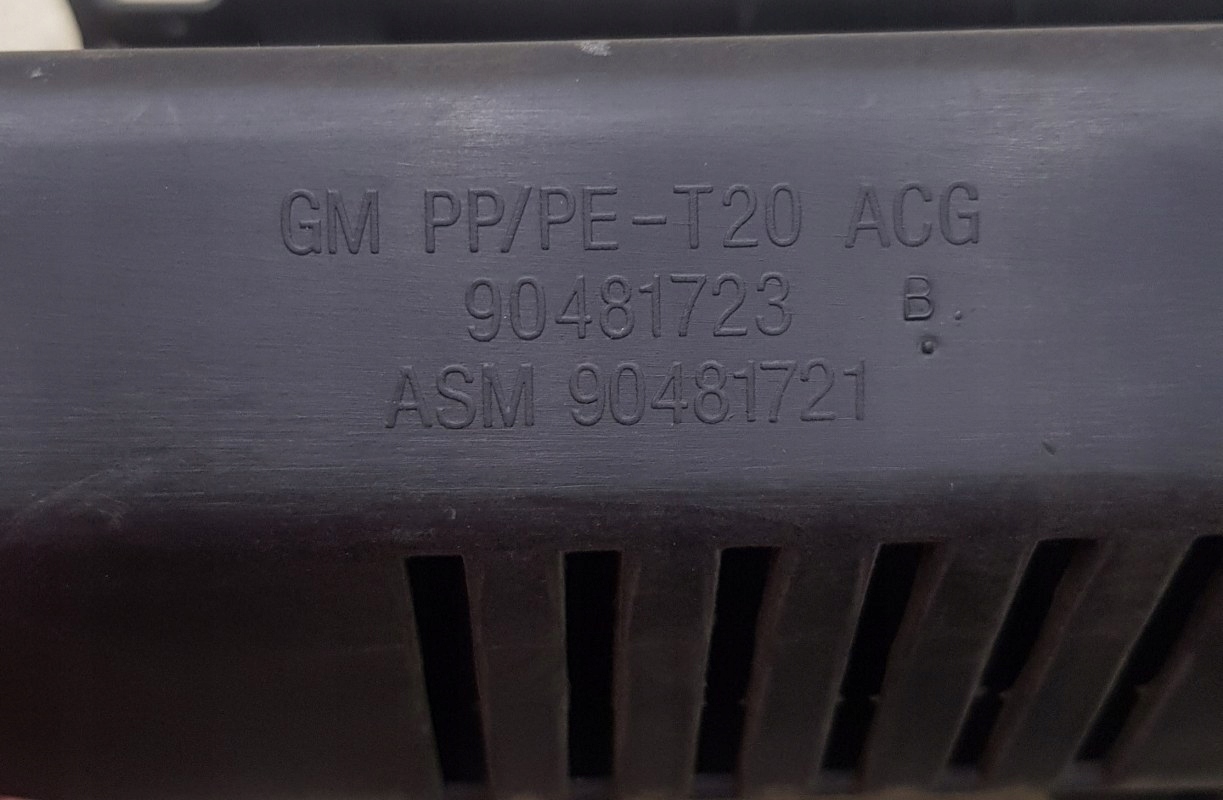 GM PP/PE-T20 ACG
90481723 B.
ASM 90481721